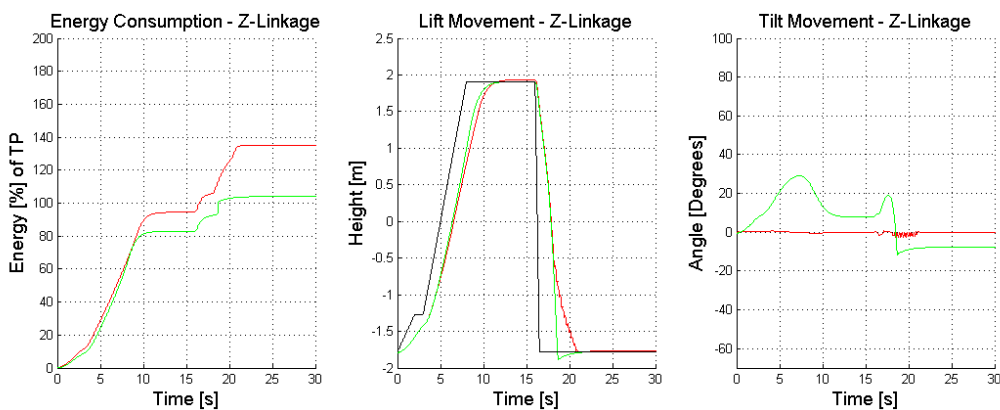 Energy Consumption - Z-Linkage
200
180
160
140
120
100
80
60
40
20
0
0 5 10 15 20 25 30
Time [s]
Energy [%] of TP
Lift Movement - Z-Linkage
2.5
2
1.5
1
0.5
0
-0.5
-1
-1.5
-2
0 5 10 15 20 25 30
Time [s]
Height [m]
Tilt Movement - Z-Linkage
100
80
60
40
20
0
-20
-40
-60
0 5 10 15 20 25 30
Time [s]
Angle [Degrees]